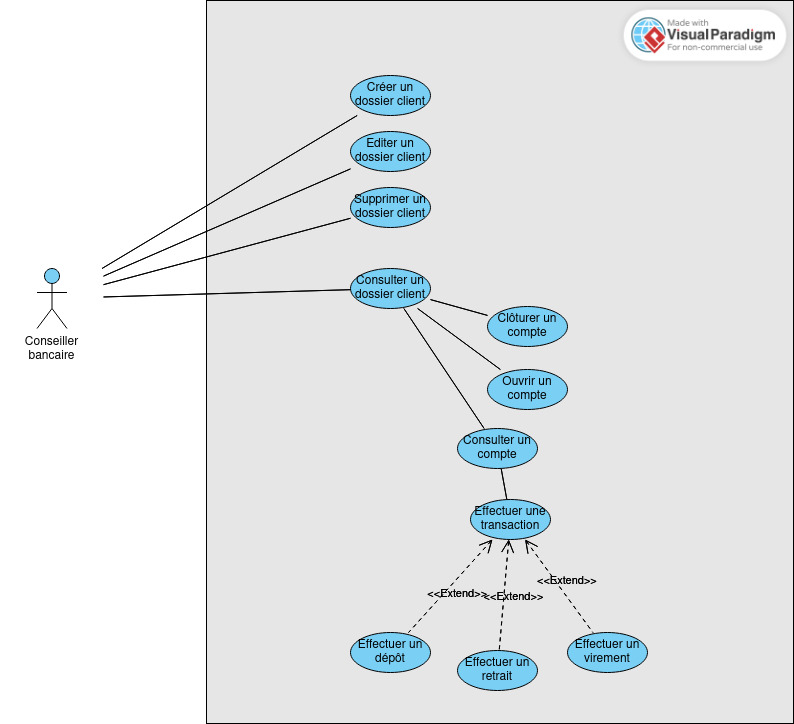 Made with
VisualParadigm
For non-commercial use
Créer un
dossier client
Editer un
dossier client
Supprimer un
dossier client
Consulter un
dossier client
Conseiller
bancaire
Clôturer un
compte
Ouvrir un
compte
Consulter un
compte
Effectuer une
transaction
<<Extend>>
<<Extend>>
<<Extend>>
Effectuer un
dépôt
Effectuer un
retrait
Effectuer un
virement